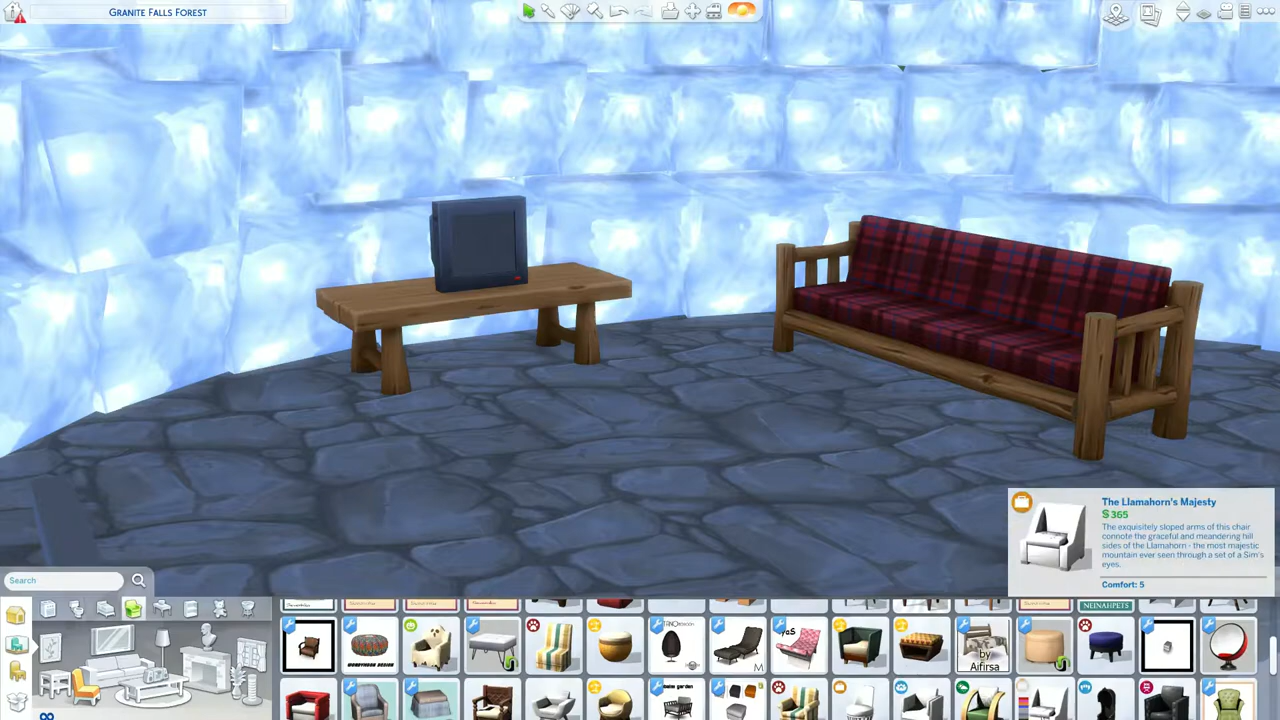 GRANITE FALLS FOREST
The Llamahorn's Majesty
$365
The exquisitely sloped arms of this chair
connote the graceful and meandering hill
sides of the Llamahorn - the most majestic
mountain ever seen through a set of a Sim's
eyes.
Comfort: 5
Search
NEINAHPETS
by
Aifirsa
M